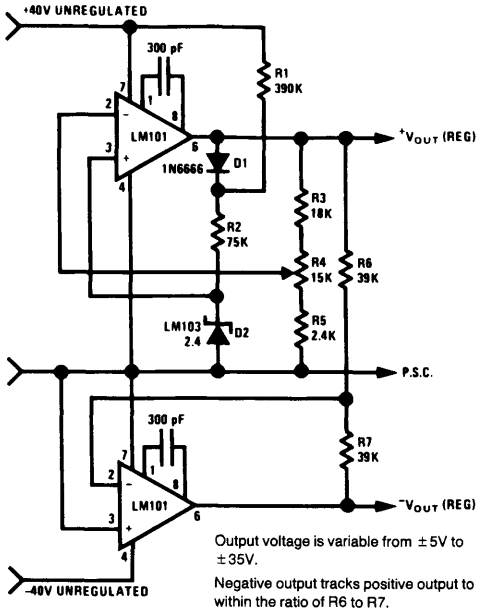 +40V UNREGULATED
300 pF
R1
390K
7
1
8
2
−
LM101
6
+VOUT (REG)
3
+
D1
1N6666
4
R3
18K
R2
75K
R4
15K
R6
39K
LM103
2.4
D2
R5
2.4K
P.S.C.
300 pF
7
1
8
R7
39K
2
−
LM101
6
−VOUT (REG)
3
+
4
−40V UNREGULATED
Output voltage is variable from ±5V to
±35V.
Negative output tracks positive output to
within the ratio of R6 to R7.